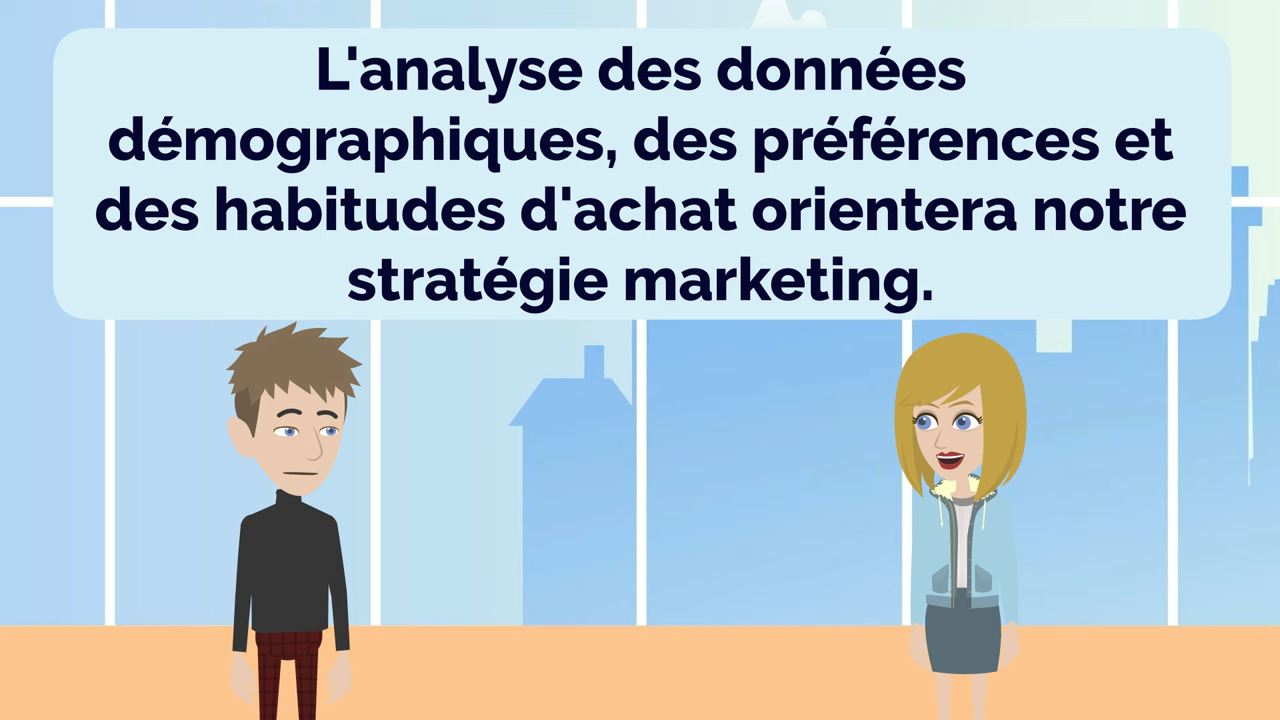 L'analyse des données
démographiques, des préférences et
des habitudes d'achat orientera notre
stratégie marketing.